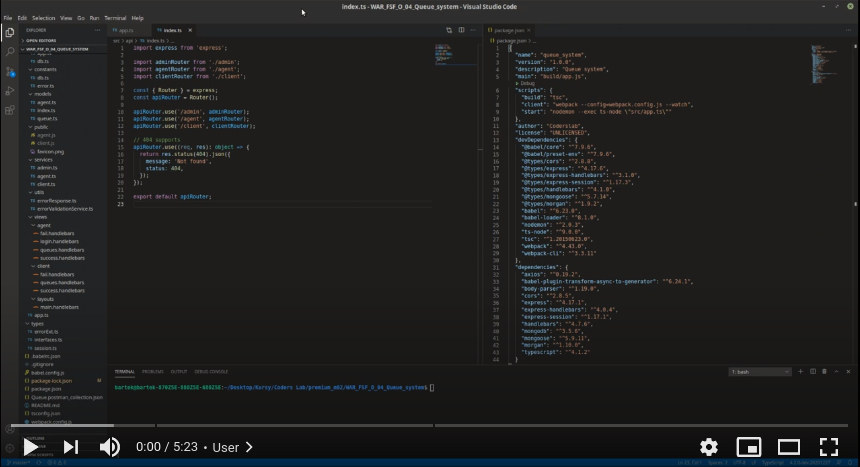 index.ts - WAR_FSF_O_04_Queue_system - Visual Studio Code
File Edit Selection View Go Run Terminal Help
EXPLORER
OPEN EDITORS
WAR_FSF_O_04_QUEUE_SYSTEM
db.ts
constants
db.ts
error.ts
models
agent.ts
index.ts
queue.ts
public
agent.js
client.js
favicon.png
services
admin.ts
agent.ts
client.ts
utils
errorResponse.ts
errorValidationService.ts
views
agent
fail.handlebars
login.handlebars
queues.handlebars
success.handlebars
client
fail.handlebars
queues.handlebars
success.handlebars
layouts
main.handlebars
app.ts
types
errorExt.ts
interfaces.ts
session.ts
.babelrc.json
.gitignore
babel.config.js
package-lock.json M
package.json
Queue.postman_collection.json
README.md
tsconfig.json
webpack.config.js
app.ts
index.ts
src > api > index.ts > ...
1 import express from 'express';
2
3 import adminRouter from './admin';
4 import agentRouter from './agent';
5 import clientRouter from './client';
6
7 const { Router } = express;
8 const apiRouter = Router();
9
10 apiRouter.use('/admin', adminRouter);
11 apiRouter.use('/agent', agentRouter);
12 apiRouter.use('/client', clientRouter);
13
14 // 404 supports
15 apiRouter.use((req, res): object => {
16 return res.status(404).json({
17 message: 'Not found',
18 status: 404,
19 });
20 });
21
22 export default apiRouter;
23
package.json
package.json > ...
1 {
2 "name": "queue_system",
3 "version": "1.0.0",
4 "description": "Queue system",
5 "main": "build/app.js",
Debug
6 "scripts": {
7 "build": "tsc",
8 "client": "webpack --config=webpack.config.js --watch",
9 "start": "nodemon --exec ts-node \"src/app.ts\""
10 },
11 "author": "Coderslab",
12 "license": "UNLICENSED",
13 "devDependencies": {
14 "@babel/core": "^7.9.6",
15 "@babel/preset-env": "^7.9.6",
16 "@types/cors": "^2.8.8",
17 "@types/express": "^4.17.6",
18 "@types/express-handlebars": "^3.1.0",
19 "@types/express-session": "^1.17.3",
20 "@types/handlebars": "^4.1.0",
21 "@types/mongoose": "^5.7.14",
22 "@types/morgan": "^1.9.2",
23 "babel": "^6.23.0",
24 "babel-loader": "^8.1.0",
25 "nodemon": "^2.0.3",
26 "ts-node": "^9.0.0",
27 "tsc": "^1.20150623.0",
28 "webpack": "^4.43.0",
29 "webpack-cli": "^3.3.11"
30 },
31 "dependencies": {
32 "axios": "^0.19.2",
33 "babel-plugin-transform-async-to-generator": "^6.24.1",
34 "body-parser": "^1.19.0",
35 "cors": "^2.8.5",
36 "express": "^4.17.1",
37 "express-handlebars": "^4.0.4",
38 "express-session": "^1.17.1",
39 "handlebars": "^4.7.6",
40 "mongodb": "^3.5.6",
41 "mongoose": "^5.9.11",
42 "morgan": "^1.10.0",
43 "typescript": "^4.1.2"
44 }
TERMINAL PROBLEMS OUTPUT DEBUG CONSOLE
1: bash
0:00 / 5:23 • User